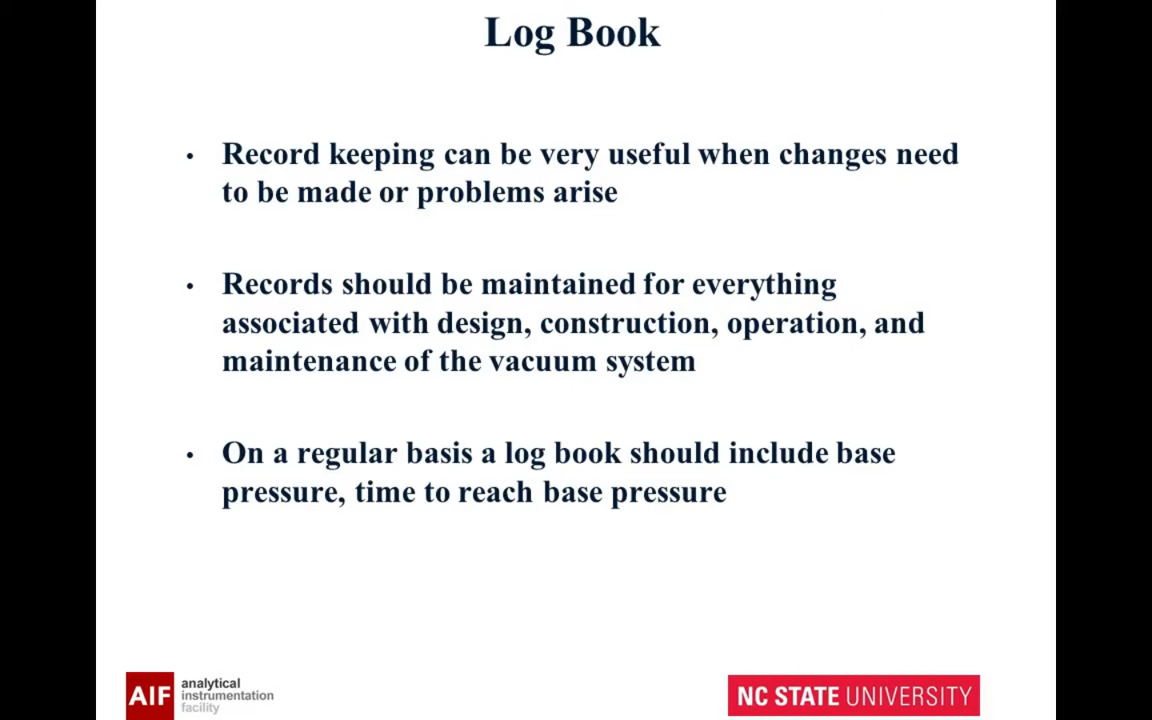 Log Book
• Record keeping can be very useful when changes need
to be made or problems arise
• Records should be maintained for everything
associated with design, construction, operation, and
maintenance of the vacuum system
• On a regular basis a log book should include base
pressure, time to reach base pressure
AIF analytical
instrumentation
facility
NC STATE UNIVERSITY